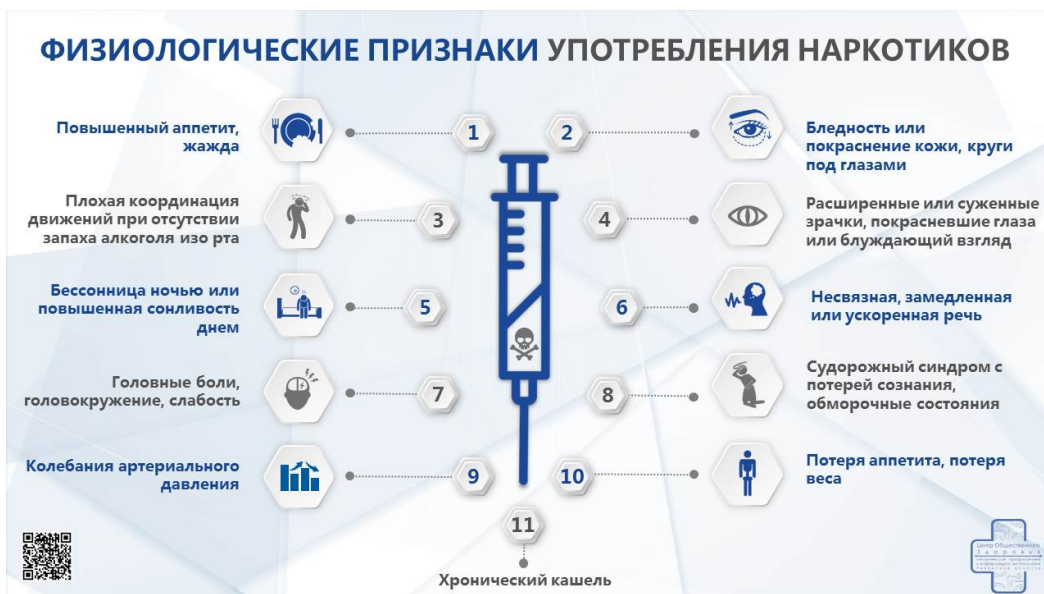 ФИЗИОЛОГИЧЕСКИЕ ПРИЗНАКИ УПОТРЕБЛЕНИЯ НАРКОТИКОВ
Повышенный аппетит,
жажда
1
2
Бледность или
покраснение кожи, круги
под глазами
Плохая координация
движений при отсутствии
запаха алкоголя изо рта
3
4
Расширенные или суженные
зрачки, покрасневшие глаза
или блуждающий взгляд
Бессонница ночью или
повышенная сонливость
днем
5
6
Несвязная, замедленная
или ускоренная речь
Головные боли,
головокружение, слабость
7
8
Судорожный синдром с
потерей сознания,
обморочные состояния
Колебания артериального
давления
9
10
Потеря аппетита, потеря
веса
11
Хронический кашель
Центр Общественного
Здоровья